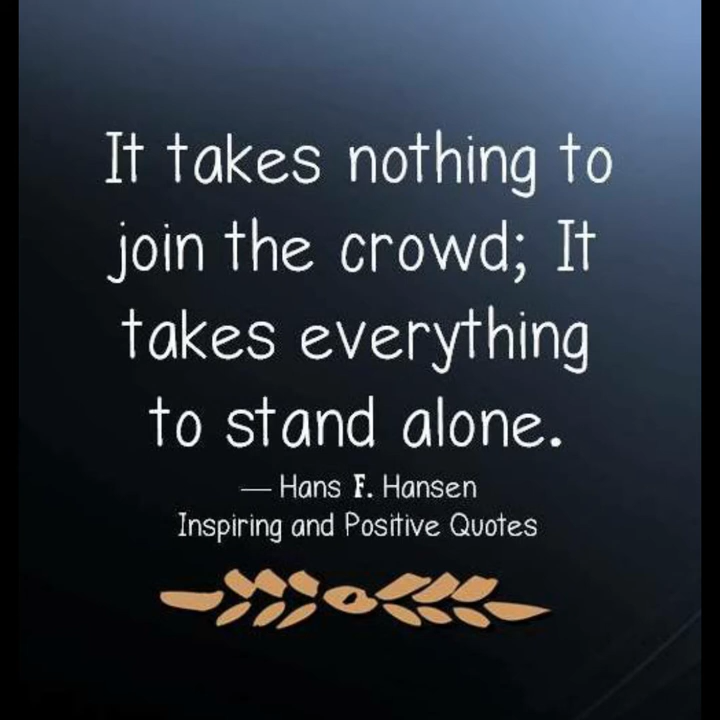 It takes nothing to
join the crowd; It
takes everything
to stand alone.
— Hans F. Hansen
Inspiring and Positive Quotes